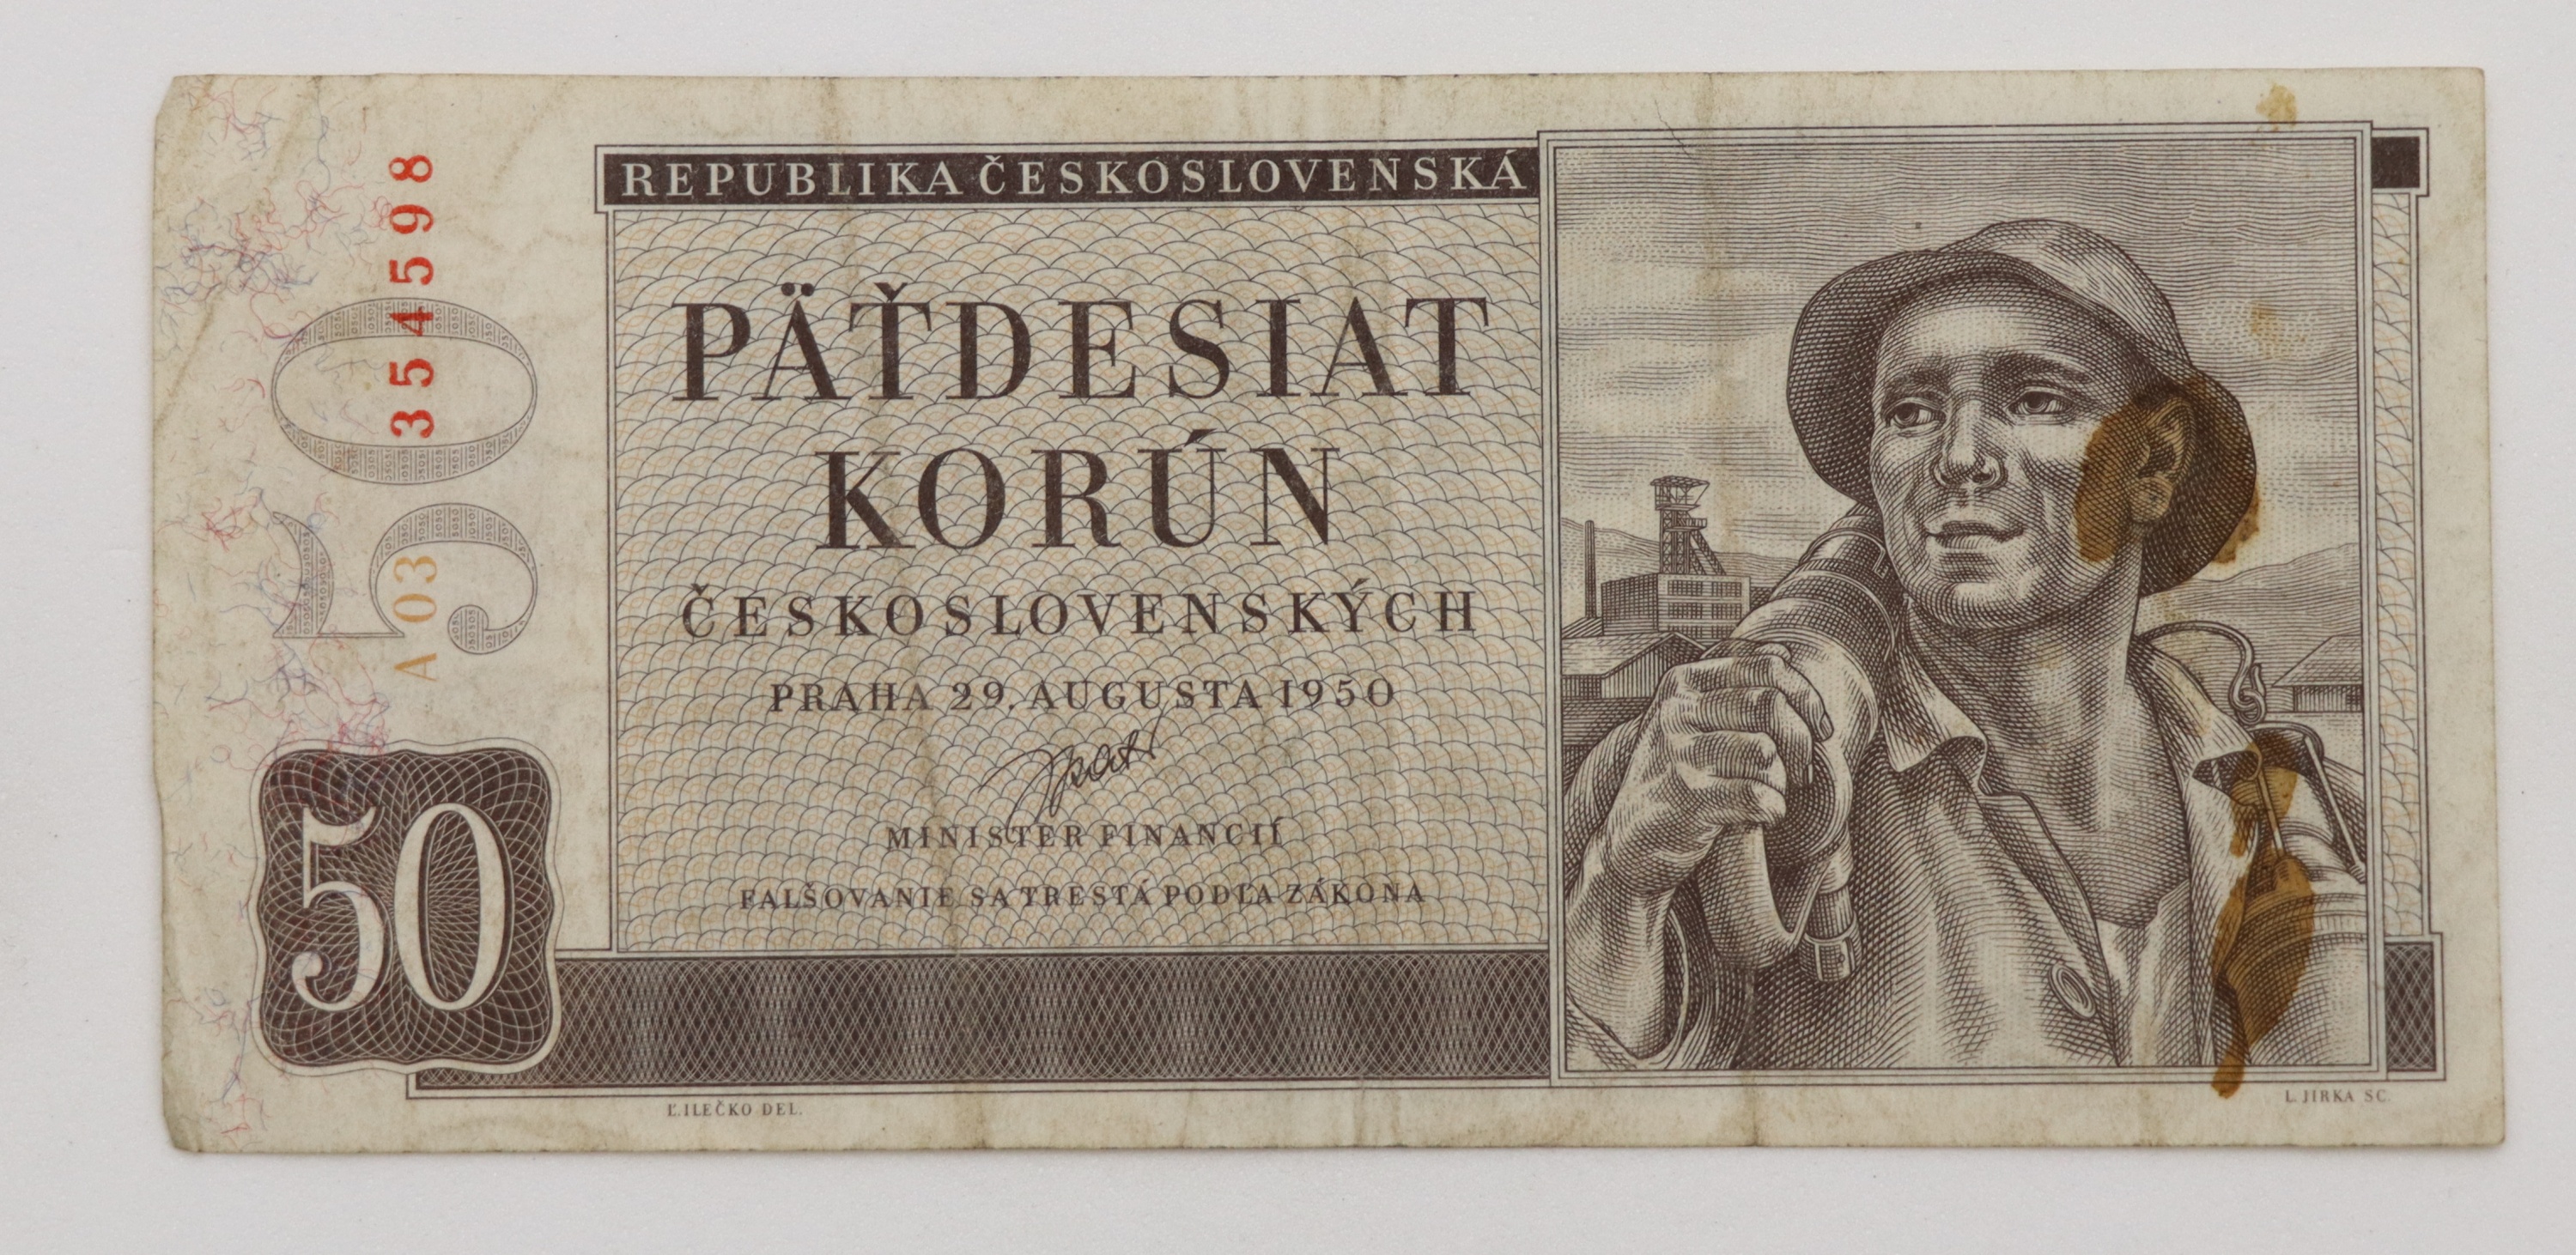 REPUBLIKA ČESKOSLOVENSKÁ
PÄŤDESIAT
KORÚN
ČESKOSLOVENSKÝCH
PRAHA 29. AUGUSTA 1950
MINISTER FINANCIÍ
FALŠOVANIE SA TRESTÁ PODĽA ZÁKONA
A 03 354598
50
50
Ľ. ILEČKO DEL.
L. JIRKA SC.